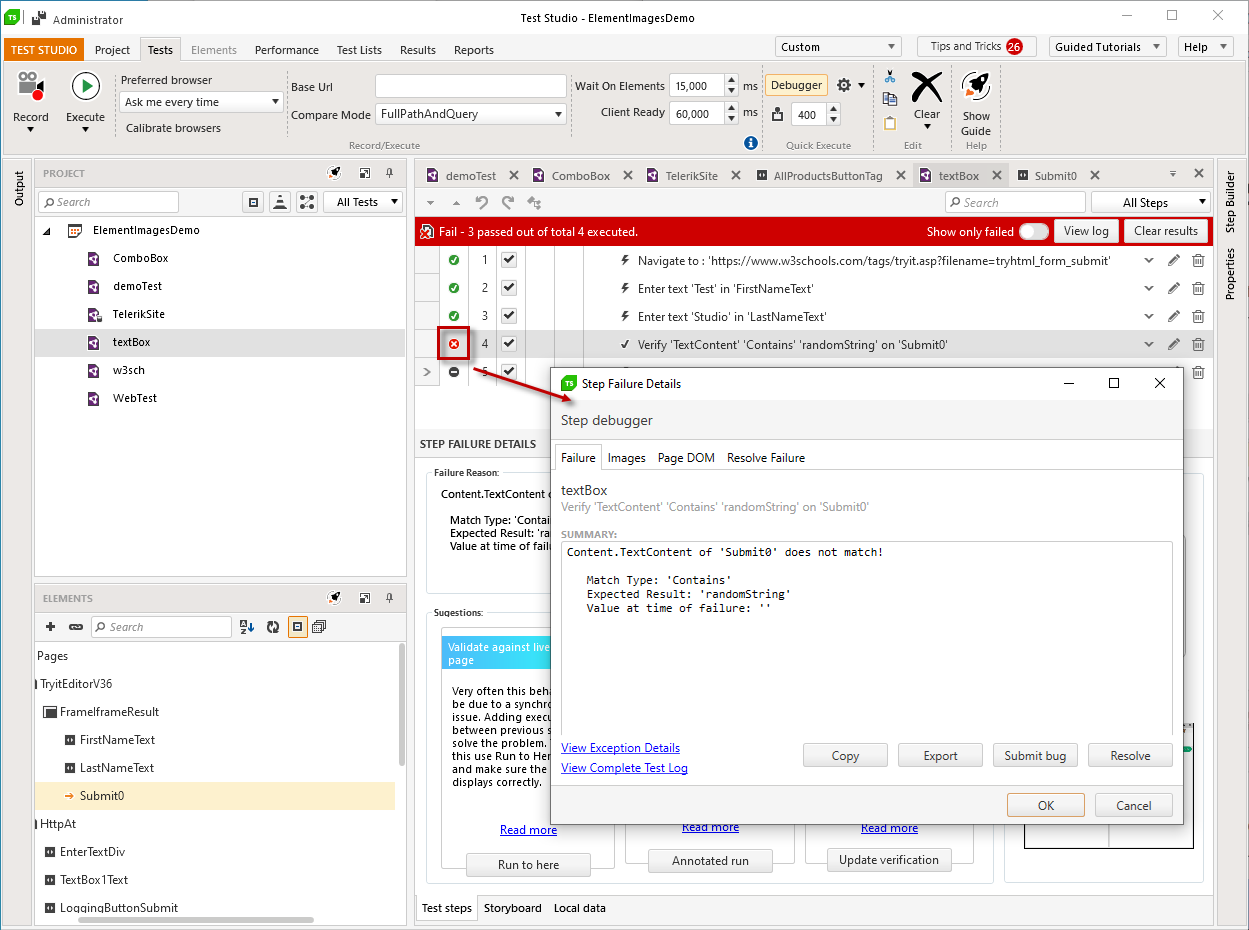 TS
Administrator
Test Studio - ElementImagesDemo
TEST STUDIO
Project
Tests
Elements
Performance
Test Lists
Results
Reports
Custom
Tips and Tricks 26
Guided Tutorials
Help
Record
Execute
Preferred browser
Ask me every time
Calibrate browsers
Base Url
Compare Mode
FullPathAndQuery
Record/Execute
Wait On Elements
15,000
ms
Client Ready
60,000
ms
Debugger
400
Quick Execute
Clear
Edit
Show
Guide
Help
Output
PROJECT
Search
All Tests
ElementImagesDemo
ComboBox
demoTest
TelerikSite
textBox
w3sch
WebTest
ELEMENTS
Search
Pages
TryitEditorV36
FrameIframeResult
FirstNameText
LastNameText
Submit0
HttpAt
EnterTextDiv
TextBox1Text
LoggingButtonSubmit
demoTest
ComboBox
TelerikSite
AllProductsButtonTag
textBox
Submit0
Search
All Steps
Fail - 3 passed out of total 4 executed.
Show only failed
View log
Clear results
1
Navigate to : 'https://www.w3schools.com/tags/tryit.asp?filename=tryhtml_form_submit'
2
Enter text 'Test' in 'FirstNameText'
3
Enter text 'Studio' in 'LastNameText'
4
Verify 'TextContent' 'Contains' 'randomString' on 'Submit0'
5
Step Builder
Properties
STEP FAILURE DETAILS
Failure Reason:
Content.TextContent
Match Type: 'Contai
Expected Result: 'ra
Value at time of fail
Sugestions:
Validate against live
page
Very often this beha
be due to a synchro
issue. Adding execu
between previous s
solve the problem.
this use Run to Her
and make sure the
displays correctly.
Read more
Run to here
Read more
Annotated run
Read more
Update verification
Test steps
Storyboard
Local data
TS
Step Failure Details
Step debugger
Failure
Images
Page DOM
Resolve Failure
textBox
Verify 'TextContent' 'Contains' 'randomString' on 'Submit0'
SUMMARY:
Content.TextContent of 'Submit0' does not match!
Match Type: 'Contains'
Expected Result: 'randomString'
Value at time of failure: ''
View Exception Details
View Complete Test Log
Copy
Export
Submit bug
Resolve
OK
Cancel